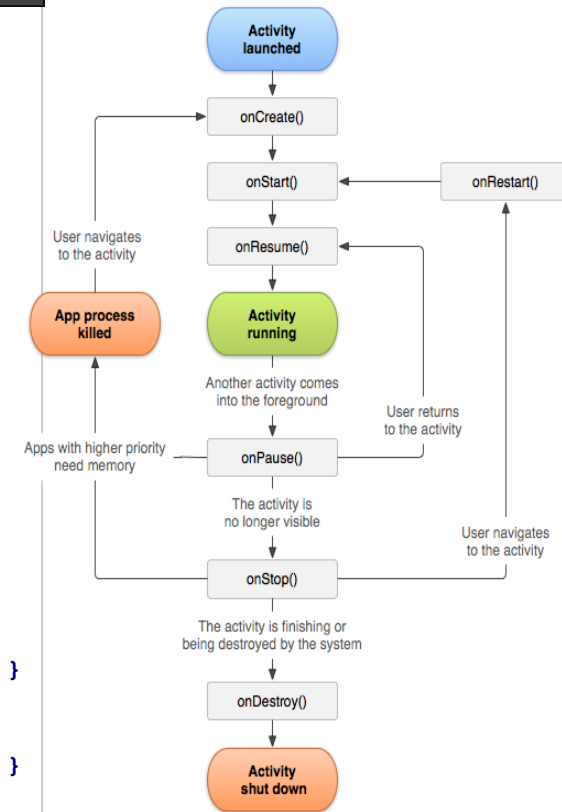 Activity
launched
onCreate()
onStart()
onRestart()
onResume()
User navigates
to the activity
App process
killed
Activity
running
Another activity comes
into the foreground
User returns
to the activity
Apps with higher priority
need memory
onPause()
The activity is
no longer visible
User navigates
to the activity
onStop()
The activity is finishing or
being destroyed by the system
}
onDestroy()
}
Activity
shut down